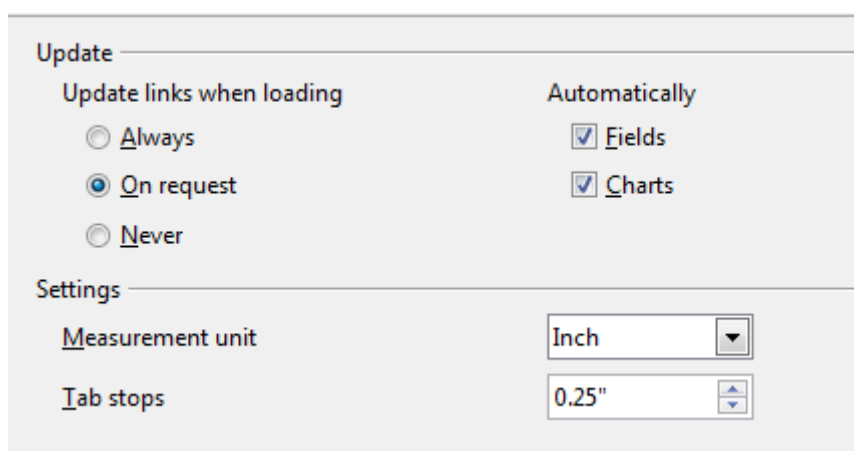 Update
Update links when loading
Automatically
Always
Fields
On request
Charts
Never
Settings
Measurement unit
Inch
Tab stops
0.25"